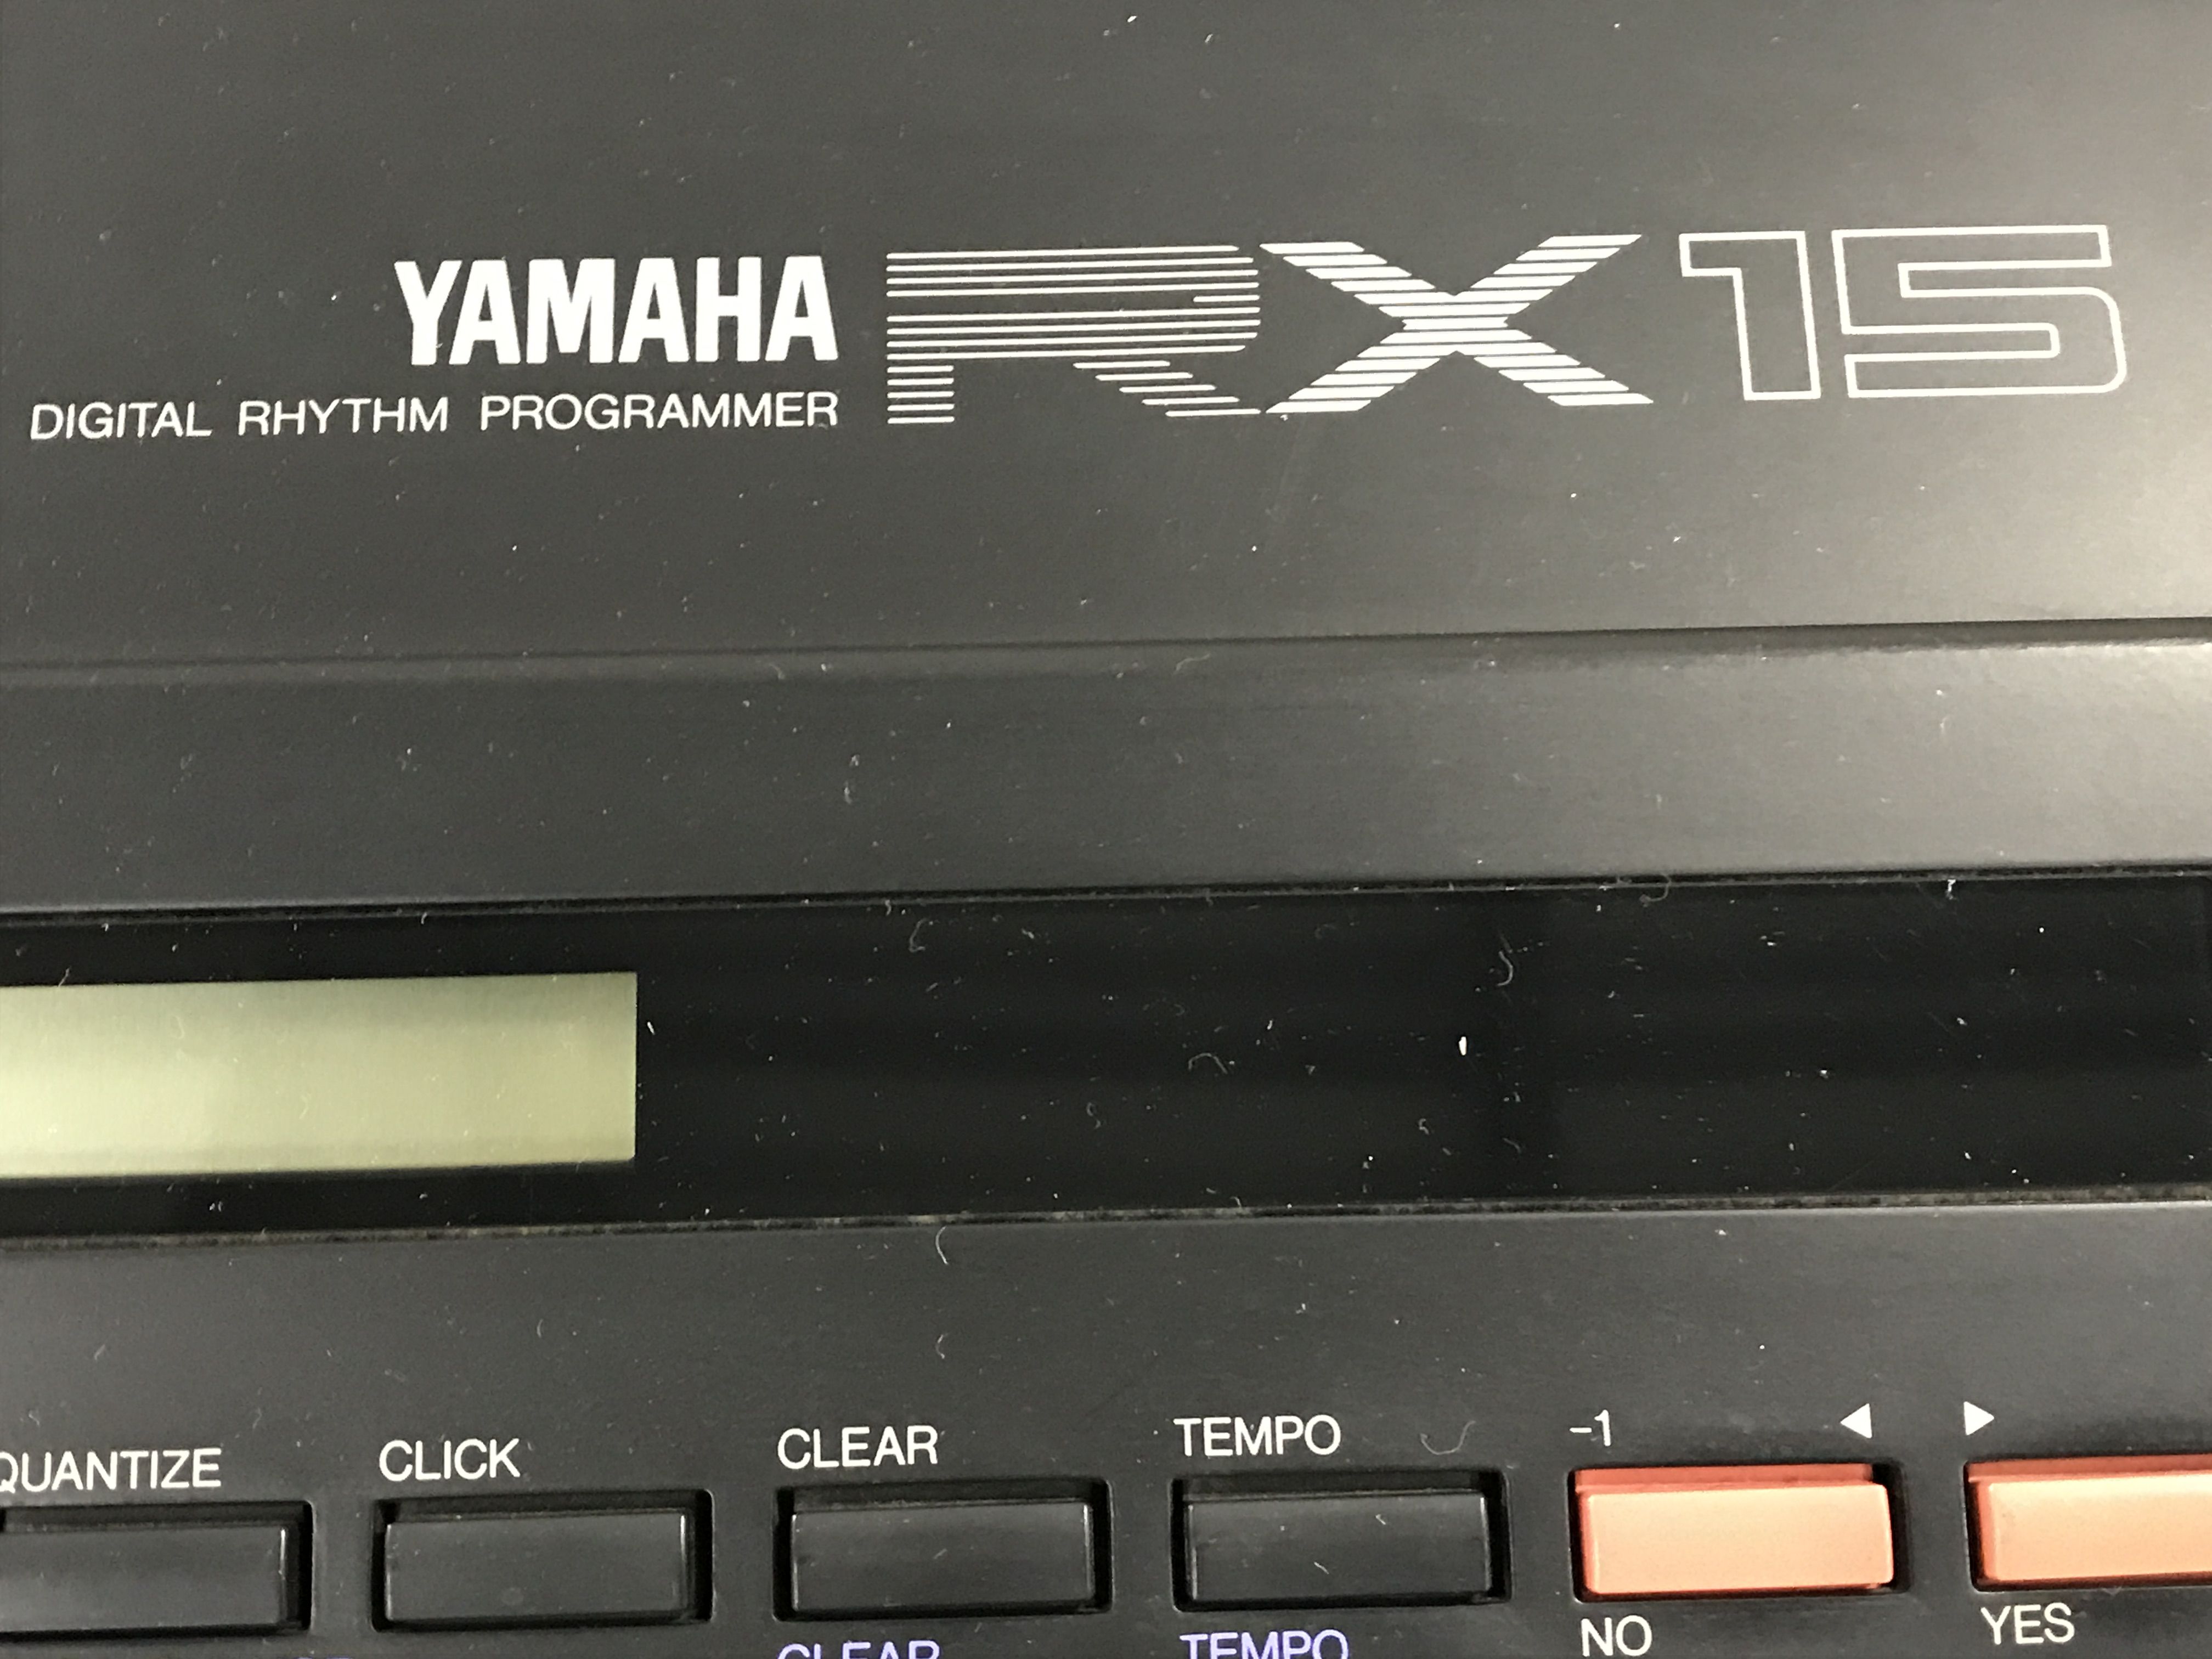 YAMAHA RX15
DIGITAL RHYTHM PROGRAMMER
QUANTIZE CLICK CLEAR TEMPO -1 ◀ ▶
NO YES
CLEAR TEMPO